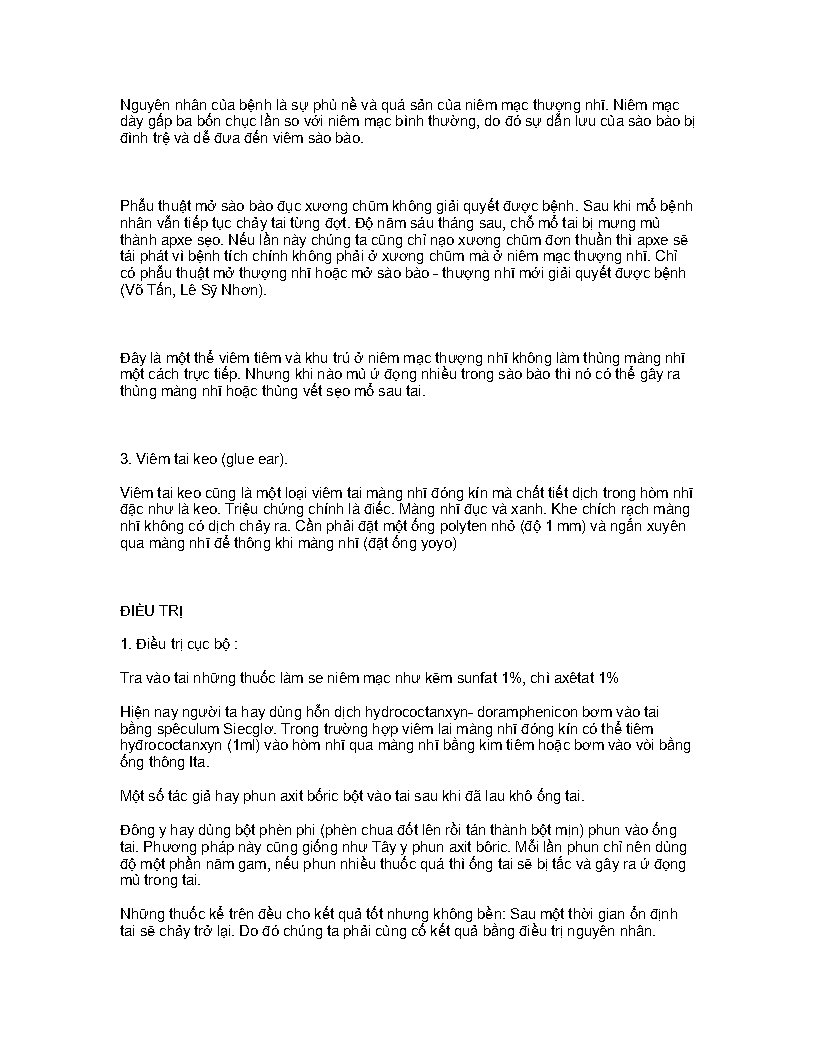 Nguyên nhân của bệnh là sự phù nề và quá sản của niêm mạc thượng nhĩ. Niêm mạc
dày gấp ba bốn chục lần so với niêm mạc bình thường, do đó sự dẫn lưu của sào bào bị
đình trệ và dễ đưa đến viêm sào bào.
Phẫu thuật mở sào bào đục xương chũm không giải quyết được bệnh. Sau khi mổ bệnh
nhân vẫn tiếp tục chảy tai từng đợt. Độ năm sáu tháng sau, chỗ mổ tai bị mưng mủ
thành apxe sẹo. Nếu lần này chúng ta cũng chỉ nạo xương chũm đơn thuần thì apxe sẽ
tái phát vì bệnh tích chính không phải ở xương chũm mà ở niêm mạc thượng nhĩ. Chỉ
có phẫu thuật mở thượng nhĩ hoặc mở sào bào - thượng nhĩ mới giải quyết được bệnh
(Võ Tấn, Lê Sỹ Nhơn).
Đây là một thể viêm tiêm và khu trú ở niêm mạc thượng nhĩ không làm thủng màng nhĩ
một cách trực tiếp. Nhưng khi nào mủ ứ đọng nhiều trong sào bào thì nó có thể gây ra
thủng màng nhĩ hoặc thủng vết sẹo mổ sau tai.
3. Viêm tai keo (glue ear).
Viêm tai keo cũng là một loại viêm tai màng nhĩ đóng kín mà chất tiết dịch trong hòm nhĩ
đặc như là keo. Triệu chứng chính là điếc. Màng nhĩ đục và xanh. Khe chích rạch màng
nhĩ không có dịch chảy ra. Cần phải đặt một ống polyten nhỏ (độ 1 mm) và ngắn xuyên
qua màng nhĩ để thông khi màng nhĩ (đặt ống yoyo)
ĐIỀU TRỊ
1. Điều trị cục bộ :
Tra vào tai những thuốc làm se niêm mạc như kẽm sunfat 1%, chì axêtat 1%
Hiện nay người ta hay dùng hỗn dịch hydrococtanxyn- doramphenicon bơm vào tai
bằng spêculum Siecglơ. Trong trường hợp viêm lai màng nhĩ đóng kín có thể tiêm
hyđrococtanxyn (1ml) vào hòm nhĩ qua màng nhĩ bằng kim tiêm hoặc bơm vào vòi bằng
ống thông Ita.
Một số tác giả hay phun axit bốric bột vào tai sau khi đã lau khô ống tai.
Đông y hay dùng bột phèn phi (phèn chua đốt lên rồi tán thành bột mịn) phun vào ống
tai. Phương pháp này cũng giống như Tây y phun axit bôric. Mỗi lần phun chỉ nên dùng
độ một phần năm gam, nếu phun nhiều thuốc quá thì ống tai sẽ bị tắc và gây ra ứ đọng
mủ trong tai.
Những thuốc kể trên đều cho kết quả tốt nhưng không bền: Sau một thời gian ổn định
tai sẽ chảy trở lại. Do đó chúng ta phải củng cố kết quả bằng điều trị nguyên nhân.